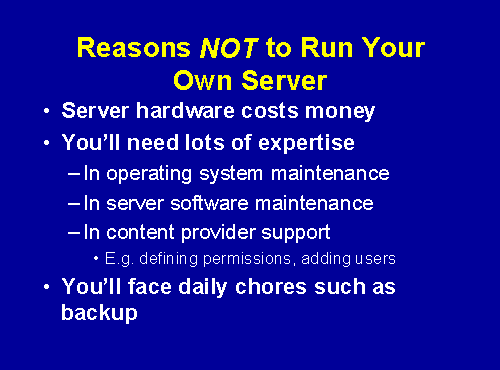 Reasons NOT to Run Your
Own Server
• Server hardware costs money
• You'll need lots of expertise
– In operating system maintenance
– In server software maintenance
– In content provider support
• E.g. defining permissions, adding users
• You'll face daily chores such as
backup